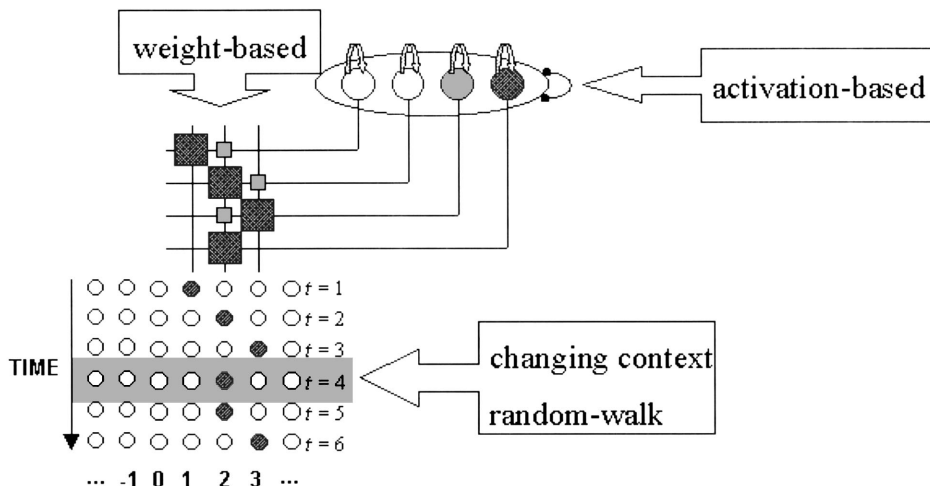 weight-based
activation-based
t = 1
t = 2
t = 3
t = 4
t = 5
t = 6
TIME
changing context
random-walk
... -1 0 1 2 3 ...